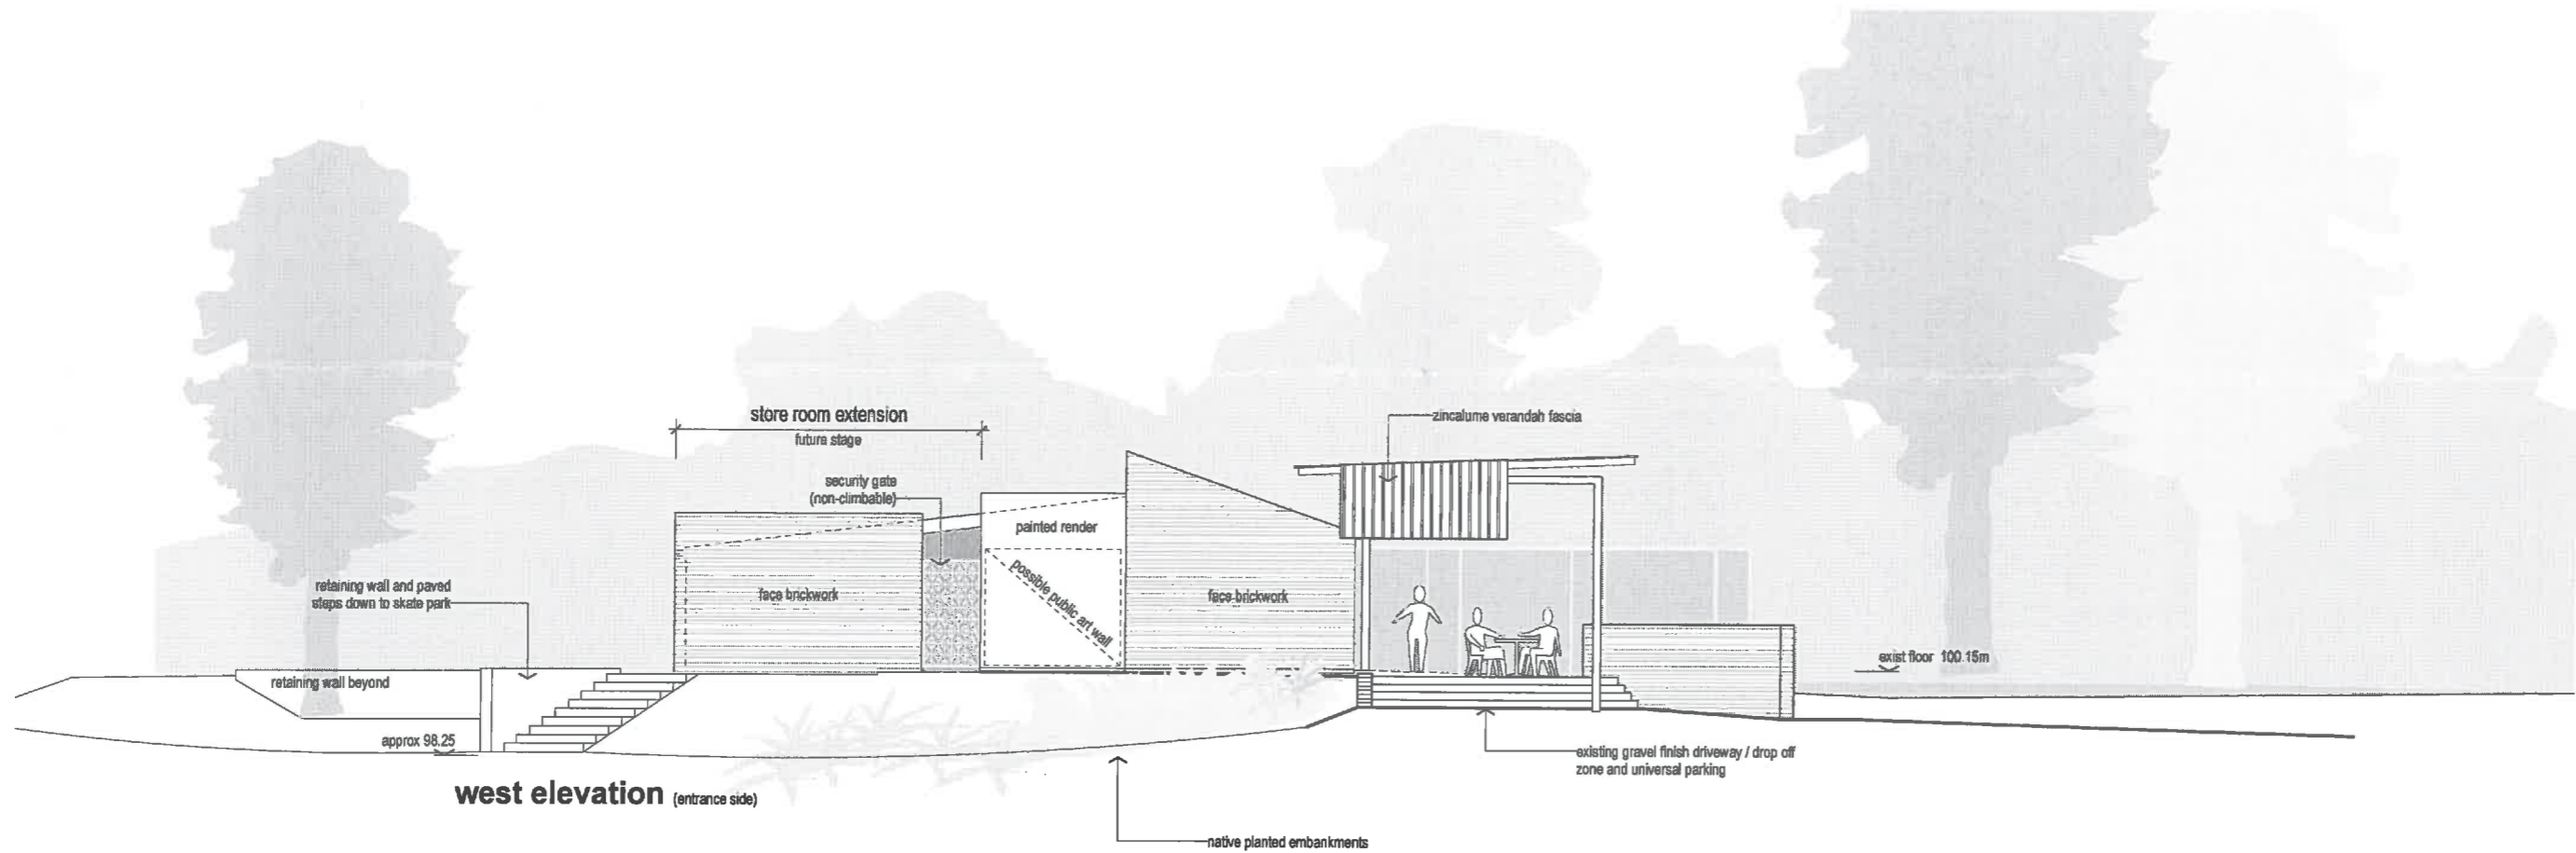 store room extension
future stage
zincalume verandah fascia
security gate
(non-climbable)
painted render
possible public art wall
face brickwork
face brickwork
retaining wall and paved
steps down to skate park
exist floor 100.15m
retaining wall beyond
approx 98.25
existing gravel finish driveway / drop off
zone and universal parking
west elevation (entrance side)
native planted embankments